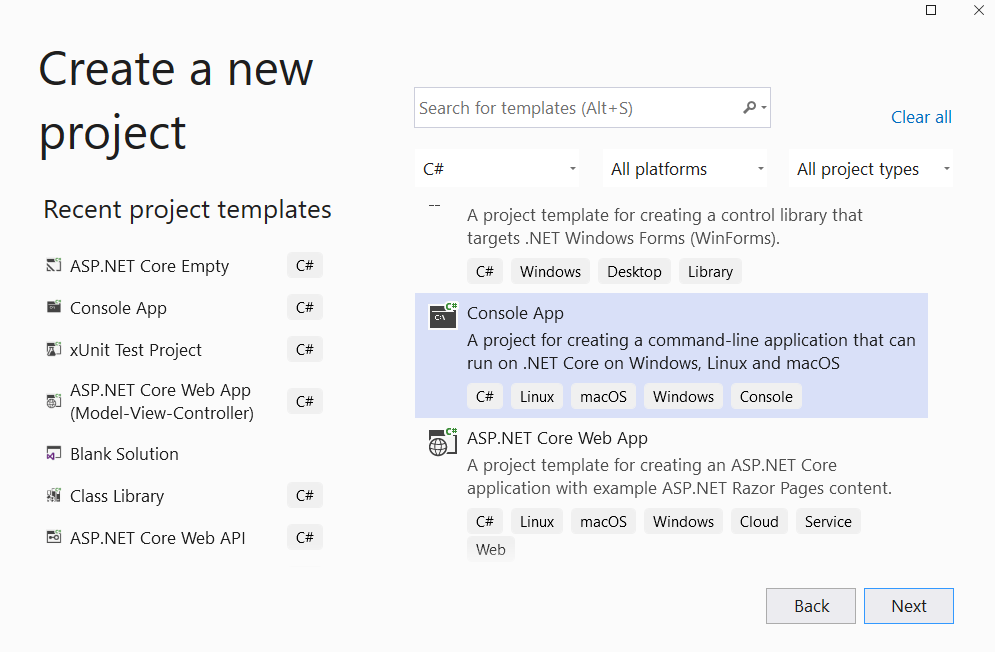 Create a new
project
Recent project templates
ASP.NET Core Empty C#
Console App C#
xUnit Test Project C#
ASP.NET Core Web App
(Model-View-Controller) C#
Blank Solution
Class Library C#
ASP.NET Core Web API C#
Search for templates (Alt+S)
Clear all
C# All platforms All project types
A project template for creating a control library that
targets .NET Windows Forms (WinForms).
C# Windows Desktop Library
C#
C:\
Console App
A project for creating a command-line application that can
run on .NET Core on Windows, Linux and macOS
C# Linux macOS Windows Console
C#
ASP.NET Core Web App
A project template for creating an ASP.NET Core
application with example ASP.NET Razor Pages content.
C# Linux macOS Windows Cloud Service
Web
Back Next